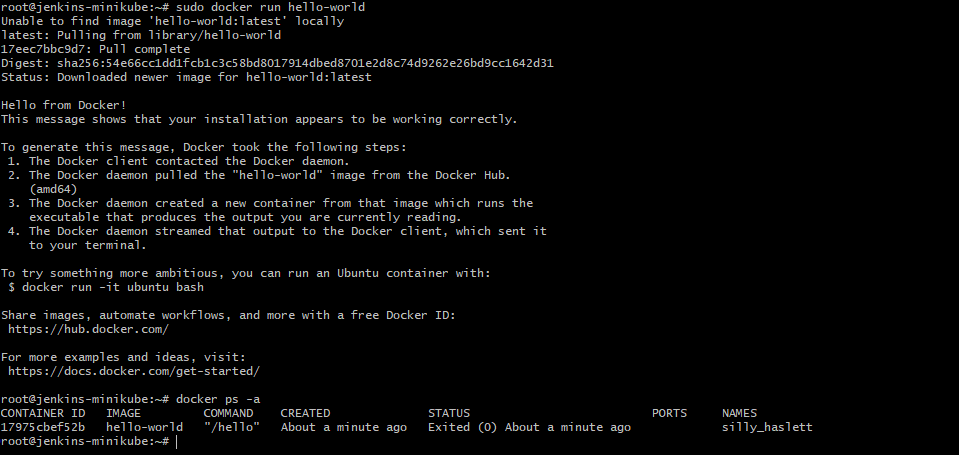 root@jenkins-minikube:~# sudo docker run hello-world
Unable to find image 'hello-world:latest' locally
latest: Pulling from library/hello-world
17eec7bbc9d7: Pull complete
Digest: sha256:54e66cc1dd1fcb1c3c58bd8017914dbed8701e2d8c74d9262e26bd9cc1642d31
Status: Downloaded newer image for hello-world:latest

Hello from Docker!
This message shows that your installation appears to be working correctly.

To generate this message, Docker took the following steps:
 1. The Docker client contacted the Docker daemon.
 2. The Docker daemon pulled the "hello-world" image from the Docker Hub.
    (amd64)
 3. The Docker daemon created a new container from that image which runs the
    executable that produces the output you are currently reading.
 4. The Docker daemon streamed that output to the Docker client, which sent it
    to your terminal.

To try something more ambitious, you can run an Ubuntu container with:
 $ docker run -it ubuntu bash

Share images, automate workflows, and more with a free Docker ID:
 https://hub.docker.com/

For more examples and ideas, visit:
 https://docs.docker.com/get-started/

root@jenkins-minikube:~# docker ps -a
CONTAINER ID   IMAGE         COMMAND    CREATED              STATUS                          PORTS     NAMES
17975cbef52b   hello-world   "/hello"   About a minute ago   Exited (0) About a minute ago             silly_haslett
root@jenkins-minikube:~#